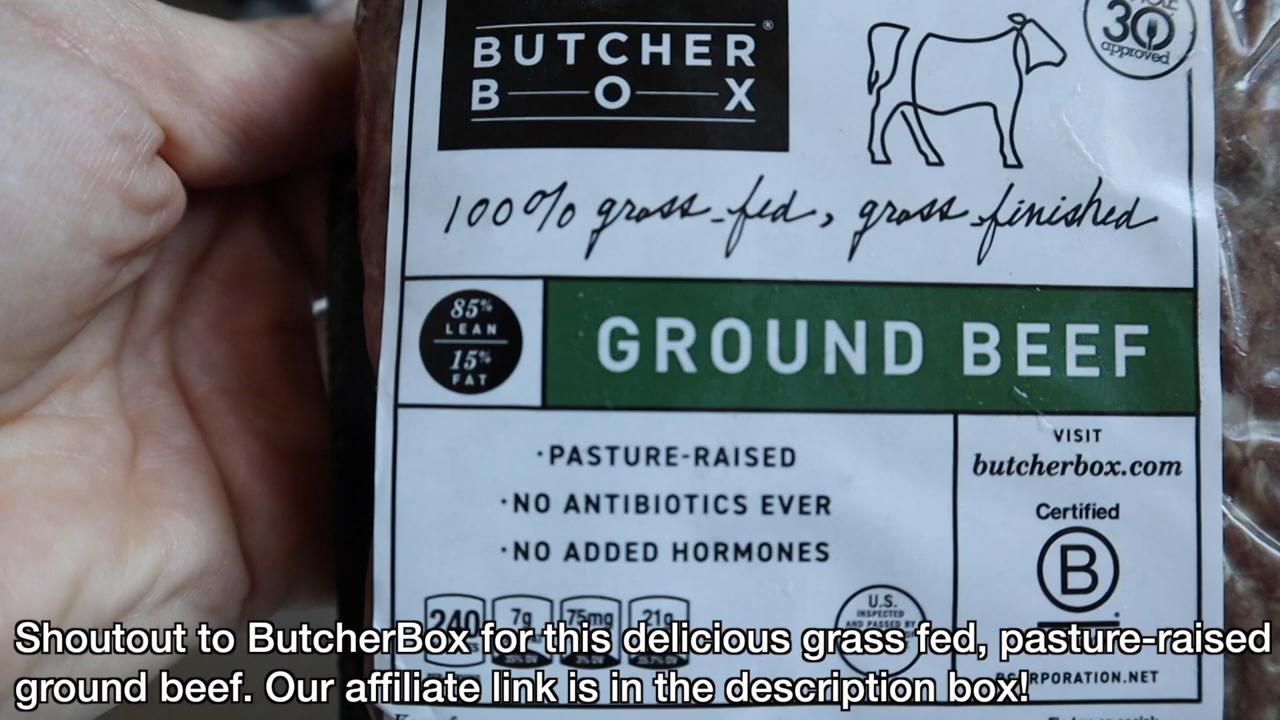 BUTCHER®
BOX
30
approved
100% grass-fed, grass finished
85%
LEAN
15%
FAT
GROUND BEEF
·PASTURE-RAISED
·NO ANTIBIOTICS EVER
·NO ADDED HORMONES
VISIT
butcherbox.com
Certified
B
240
7g
75mg
21g
U.S.
INSPECTED
AND PASSED BY
RPORATION.NET
Shoutout to ButcherBox for this delicious grass fed, pasture-raised
ground beef. Our affiliate link is in the description box!